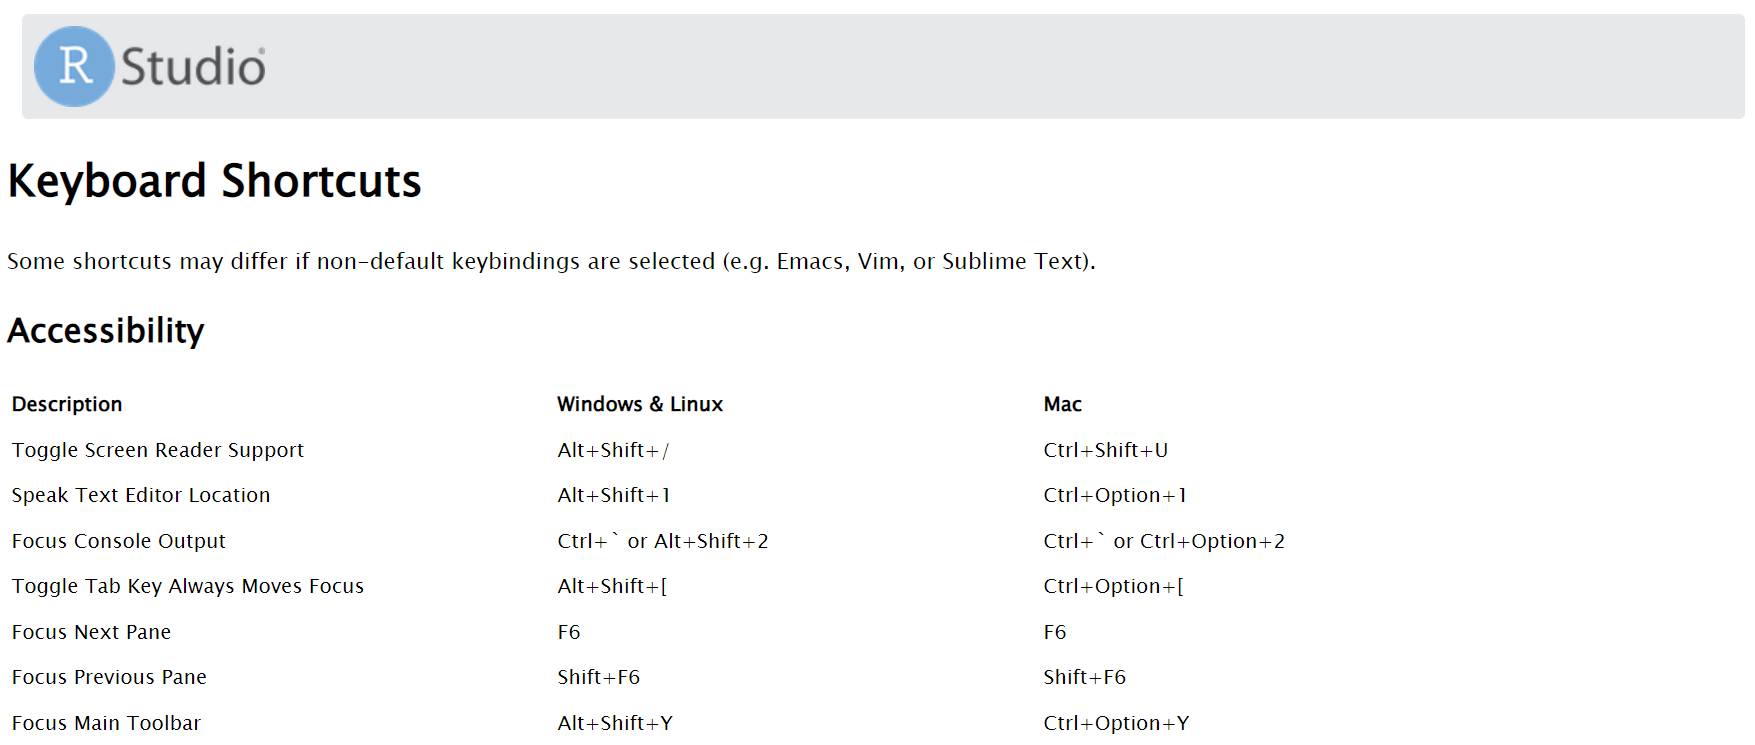 R Studio®
Keyboard Shortcuts
Some shortcuts may differ if non-default keybindings are selected (e.g. Emacs, Vim, or Sublime Text).
Accessibility
Description Windows & Linux Mac
Toggle Screen Reader Support Alt+Shift+/ Ctrl+Shift+U
Speak Text Editor Location Alt+Shift+1 Ctrl+Option+1
Focus Console Output Ctrl+` or Alt+Shift+2 Ctrl+` or Ctrl+Option+2
Toggle Tab Key Always Moves Focus Alt+Shift+[ Ctrl+Option+[
Focus Next Pane F6 F6
Focus Previous Pane Shift+F6 Shift+F6
Focus Main Toolbar Alt+Shift+Y Ctrl+Option+Y